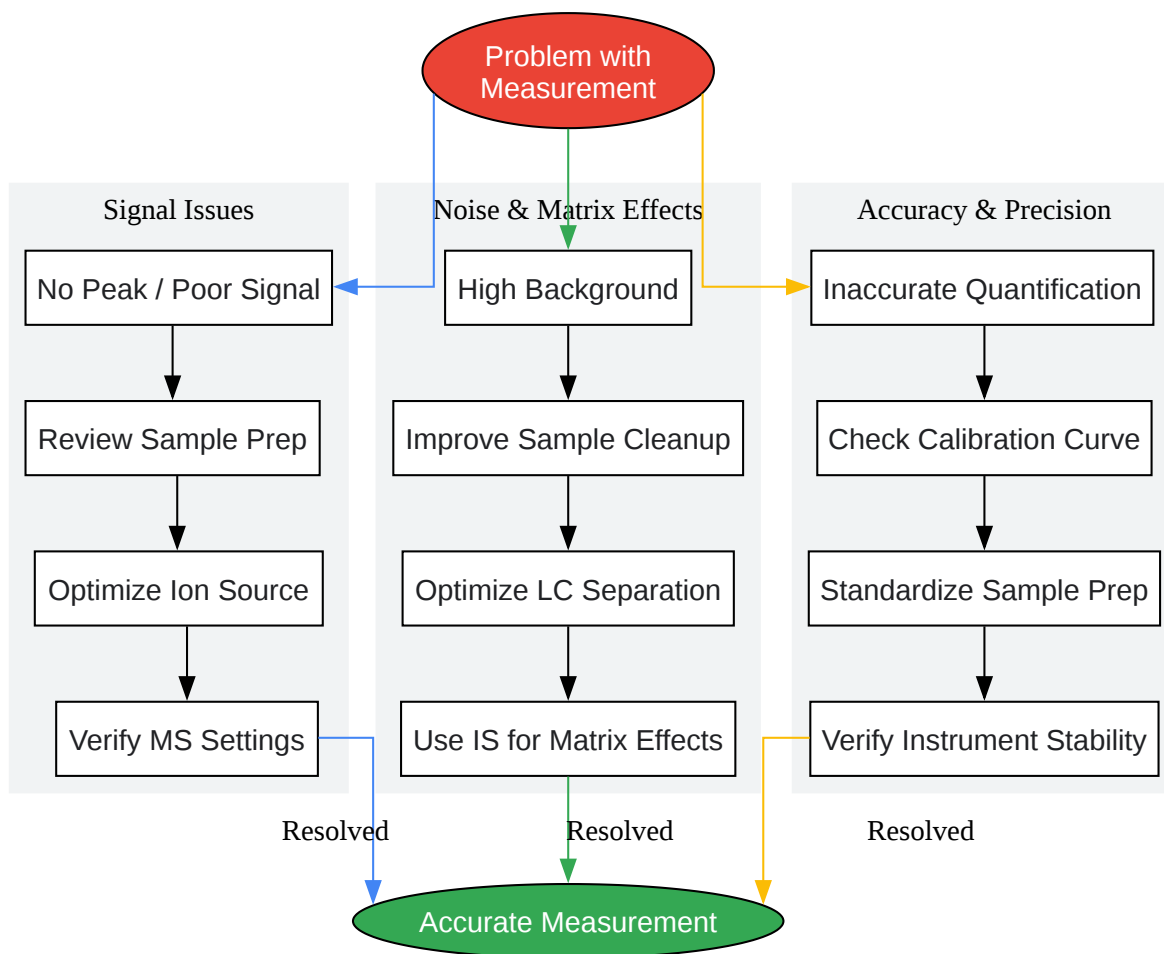 Problem with
Measurement
Signal Issues
Noise & Matrix Effects
Accuracy & Precision
No Peak / Poor Signal
High Background
Inaccurate Quantification
Review Sample Prep
Improve Sample Cleanup
Check Calibration Curve
Optimize Ion Source
Optimize LC Separation
Standardize Sample Prep
Verify MS Settings
Use IS for Matrix Effects
Verify Instrument Stability
Resolved
Resolved
Resolved
Accurate Measurement